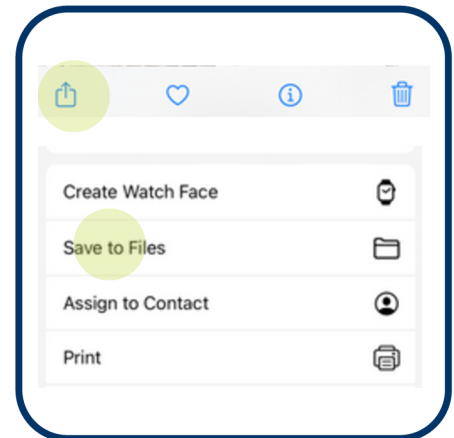 Create Watch Face
Save to Files
Assign to Contact
Print